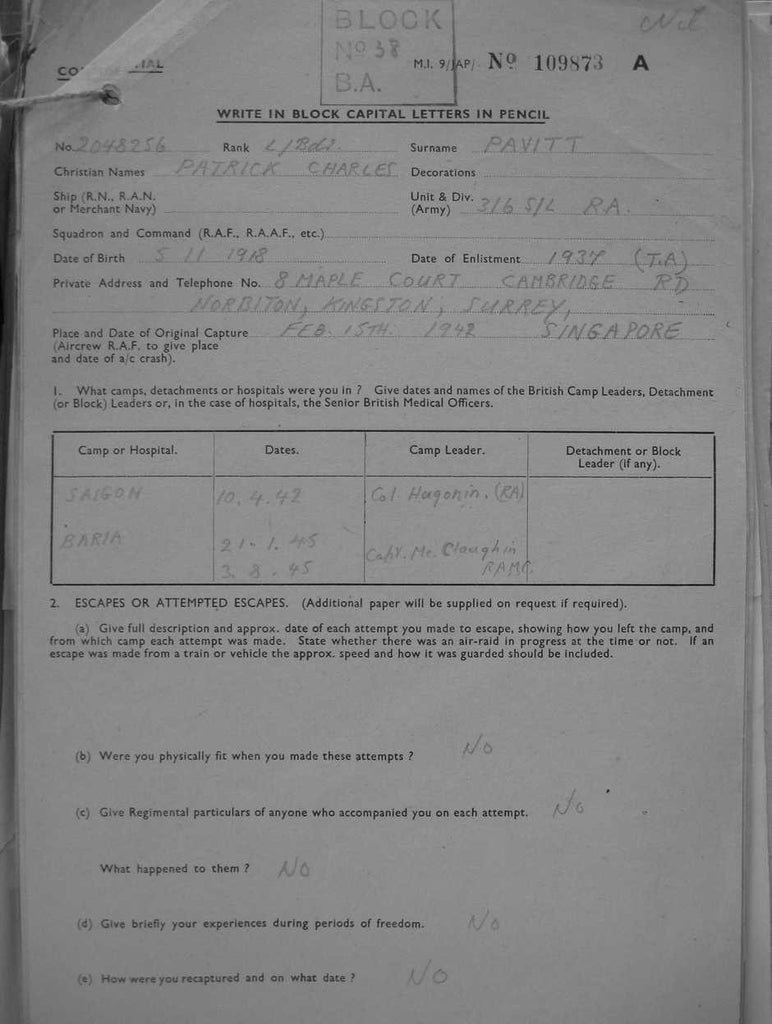 BLOCK
Nº 38
B.A.
Nil
M.I. 9/JAP/ Nº 109873 A
WRITE IN BLOCK CAPITAL LETTERS IN PENCIL
No. 2048256 Rank L/Bdr. Surname PAVITT
Christian Names PATRICK CHARLES Decorations
Ship (R.N., R.A.N. or Merchant Navy) Unit & Div. (Army) 3/6 S/L RA.
Squadron and Command (R.A.F., R.A.A.F., etc.)
Date of Birth 5 11 1918 Date of Enlistment 1937 (T.A)
Private Address and Telephone No. 8 MAPLE COURT CAMBRIDGE RD
NORBITON, KINGSTON, SURREY,
Place and Date of Original Capture FEB. 15TH. 1942 SINGAPORE
(Aircrew R.A.F. to give place
and date of a/c crash).
1. What camps, detachments or hospitals were you in ? Give dates and names of the British Camp Leaders, Detachment
(or Block) Leaders or, in the case of hospitals, the Senior British Medical Officers.
Camp or Hospital. Dates. Camp Leader. Detachment or Block
Leader (if any).
SAIGON 10.4.42 Col. Hugonin. (RA)
BARIA 21.1.45 Capt. Mc. Claughin
3.8.45 RAMC
2. ESCAPES OR ATTEMPTED ESCAPES. (Additional paper will be supplied on request if required).
(a) Give full description and approx. date of each attempt you made to escape, showing how you left the camp, and
from which camp each attempt was made. State whether there was an air-raid in progress at the time or not. If an
escape was made from a train or vehicle the approx. speed and how it was guarded should be included.
(b) Were you physically fit when you made these attempts ? No
(c) Give Regimental particulars of anyone who accompanied you on each attempt. No
What happened to them ? No
(d) Give briefly your experiences during periods of freedom. No
(e) How were you recaptured and on what date ? No